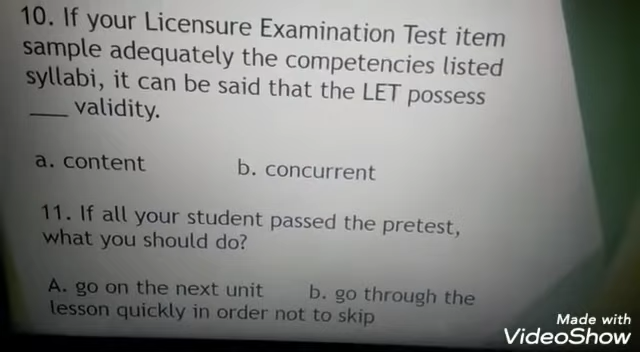 10. If your Licensure Examination Test item
sample adequately the competencies listed
syllabi, it can be said that the LET possess
___ validity.
a. content b. concurrent
11. If all your student passed the pretest,
what you should do?
A. go on the next unit b. go through the
lesson quickly in order not to skip
Made with
VideoShow